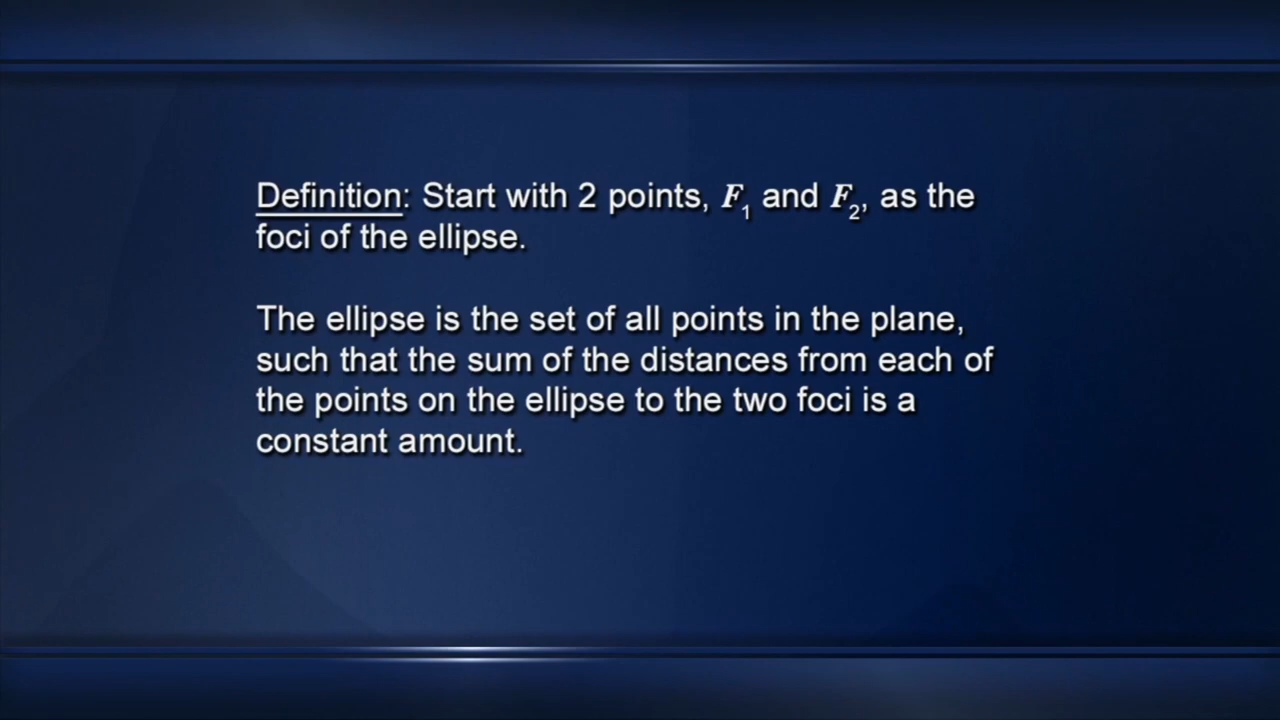 Definition: Start with 2 points, F₁ and F₂, as the
foci of the ellipse.
The ellipse is the set of all points in the plane,
such that the sum of the distances from each of
the points on the ellipse to the two foci is a
constant amount.